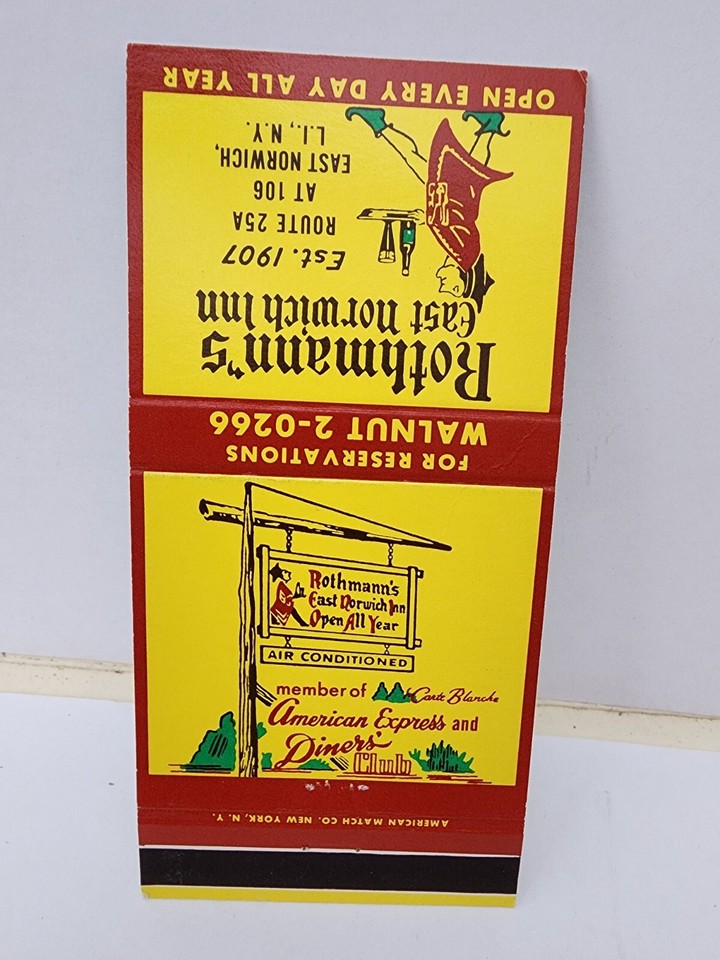 OPEN EVERY DAY ALL YEAR
Rothmann's
East Norwich Inn
Est. 1907
ROUTE 25A
AT 106
EAST NORWICH,
L.I., N.Y.
FOR RESERVATIONS
WALNUT 2-0266
Rothmann's
East Norwich Inn
Open All Year
AIR CONDITIONED
member of Carte Blanche
American Express and
Diners'
Club
AMERICAN MATCH CO. NEW YORK, N. Y.